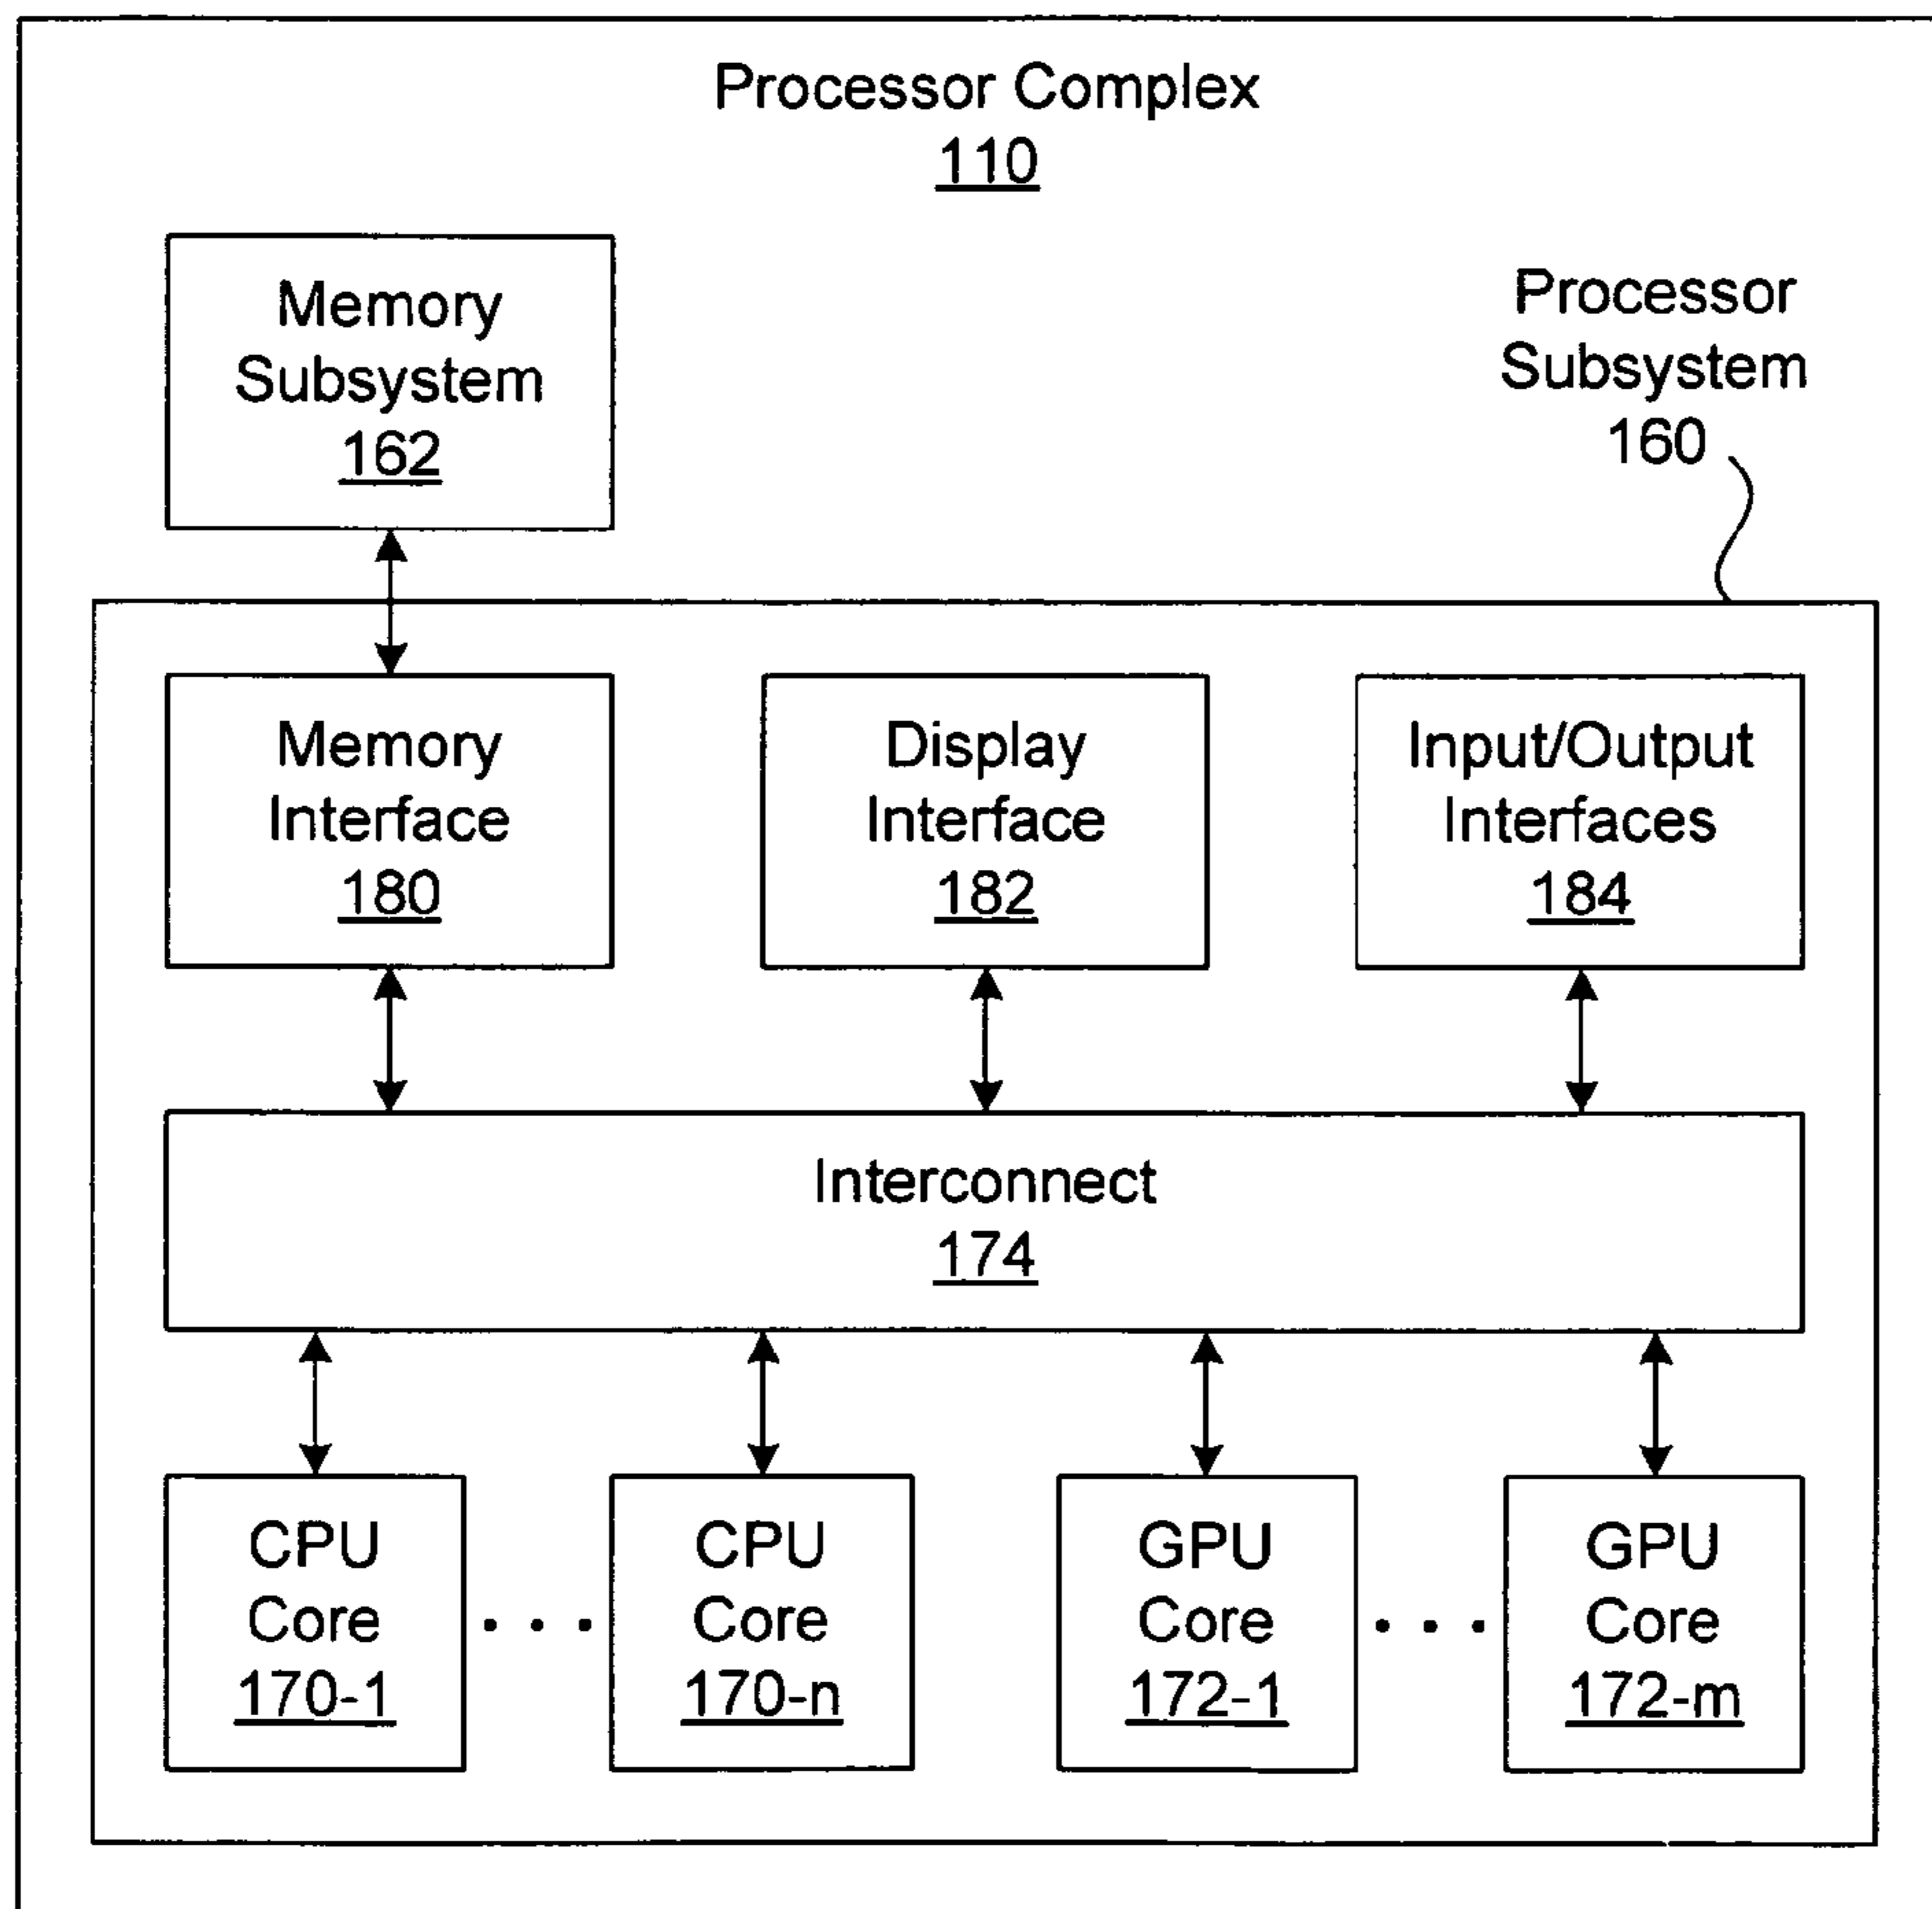 Processor Complex
110
Memory
Subsystem
162
Processor
Subsystem
160
Memory
Interface
180
Display
Interface
182
Input/Output
Interfaces
184
Interconnect
174
CPU
Core
170-1
. . .
CPU
Core
170-n
GPU
Core
172-1
. . .
GPU
Core
172-m